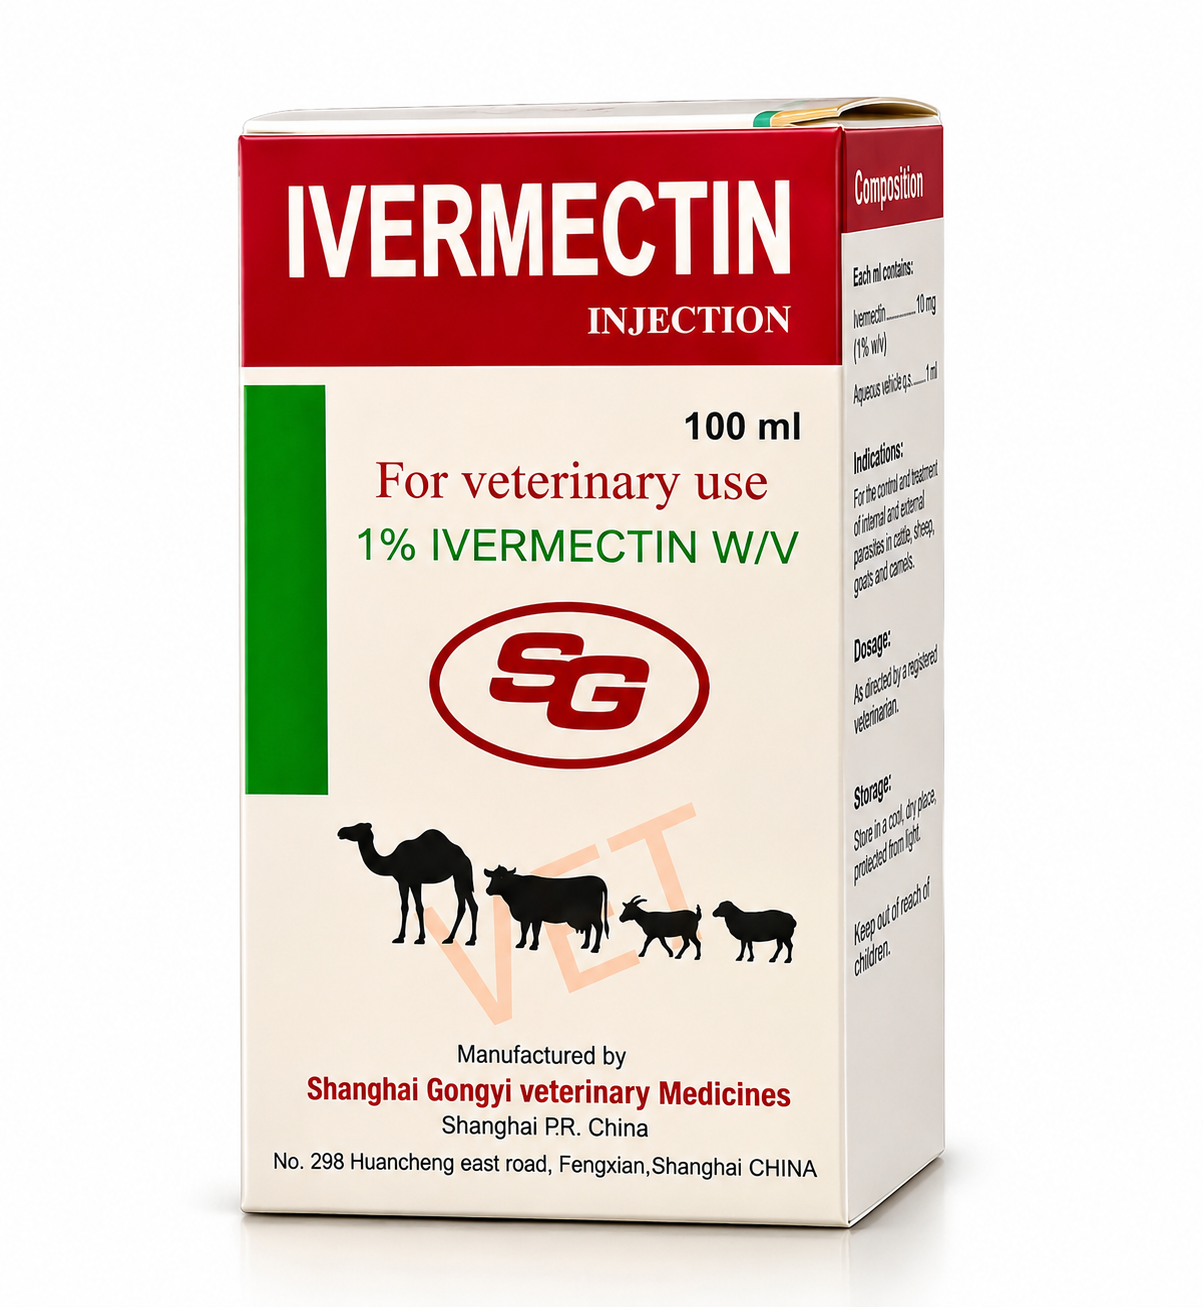 IVERMECTIN
INJECTION
100 ml
For veterinary use
1% IVERMECTIN W/V
SG
VET
Manufactured by
Shanghai Gongyi veterinary Medicines
Shanghai P.R. China
No. 298 Huancheng east road, Fengxian,Shanghai CHINA
Composition
Each ml contains:
Ivermectin..............10 mg
(1% w/v)
Aqueous vehicle q.s......1 ml
Indications:
For the control and treatment
of internal and external
parasites in cattle, sheep,
goats and camels.
Dosage:
As directed by a registered
veterinarian.
Storage:
Store in a cool, dry place,
protected from light.
Keep out of reach of
children.